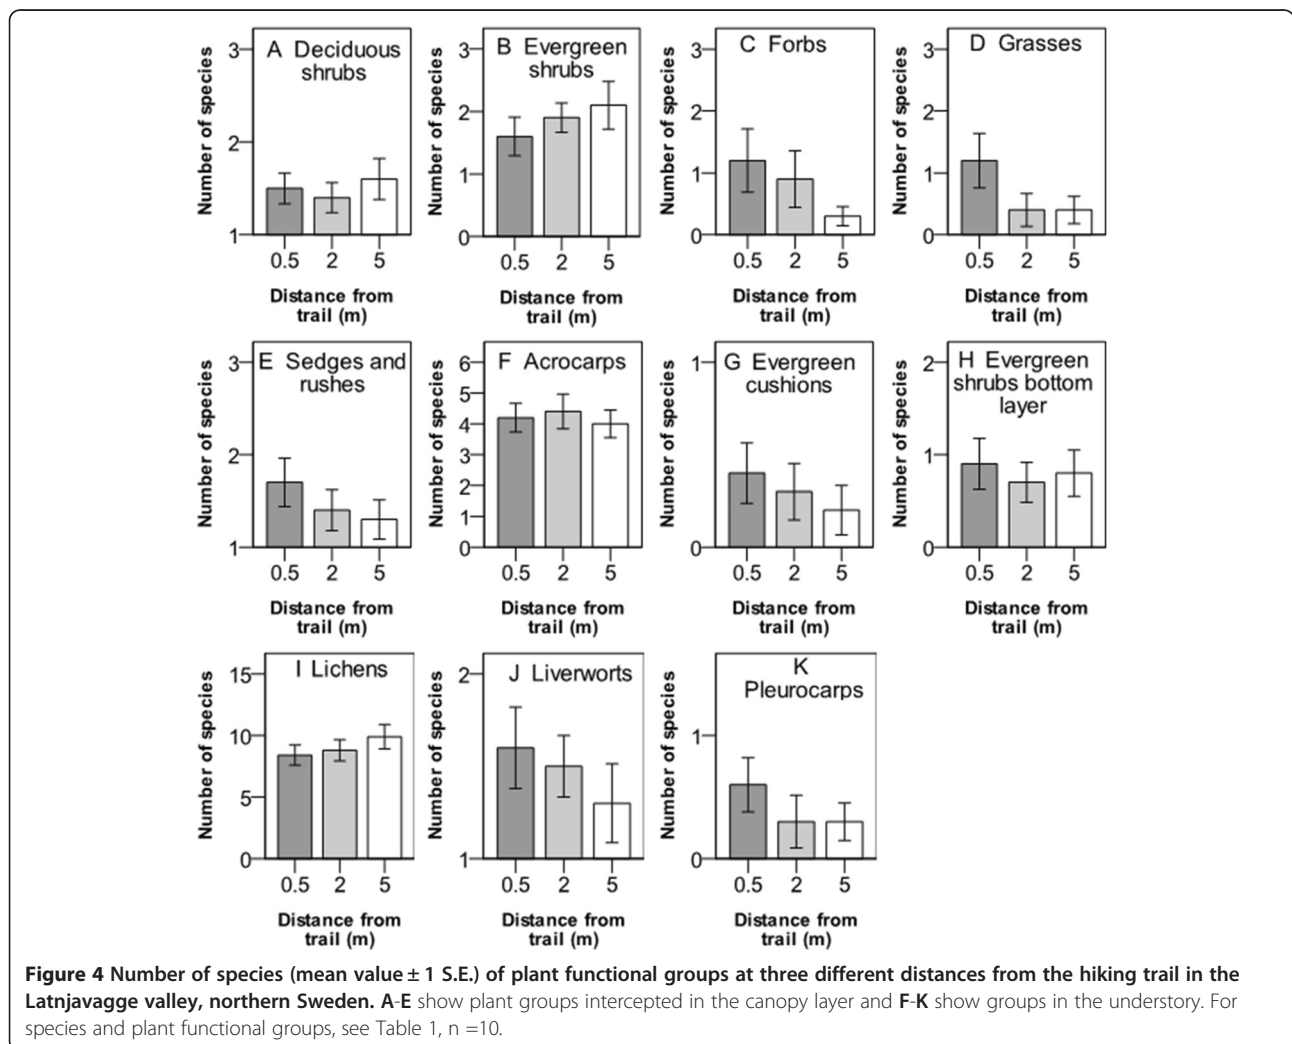 A Deciduous
shrubs
Number of species
3
2
1
0.5 2 5
Distance from
trail (m)
B Evergreen
shrubs
Number of species
3
2
1
0
0.5 2 5
Distance from
trail (m)
C Forbs
Number of species
3
2
1
0
0.5 2 5
Distance from
trail (m)
D Grasses
Number of species
3
2
1
0
0.5 2 5
Distance from
trail (m)
E Sedges and
rushes
Number of species
3
2
1
0.5 2 5
Distance from
trail (m)
F Acrocarps
Number of species
6
5
4
3
2
1
0
0.5 2 5
Distance from
trail (m)
G Evergreen
cushions
Number of species
1
0
0.5 2 5
Distance from
trail (m)
H Evergreen
shrubs bottom
layer
Number of species
2
1
0
0.5 2 5
Distance from
trail (m)
I Lichens
Number of species
15
10
5
0
0.5 2 5
Distance from
trail (m)
J Liverworts
Number of species
2
1
0.5 2 5
Distance from
trail (m)
K
Pleurocarps
Number of species
1
0
0.5 2 5
Distance from
trail (m)
Figure 4 Number of species (mean value ± 1 S.E.) of plant functional groups at three different distances from the hiking trail in the
Latnjavagge valley, northern Sweden. A-E show plant groups intercepted in the canopy layer and F-K show groups in the understory. For
species and plant functional groups, see Table 1, n =10.